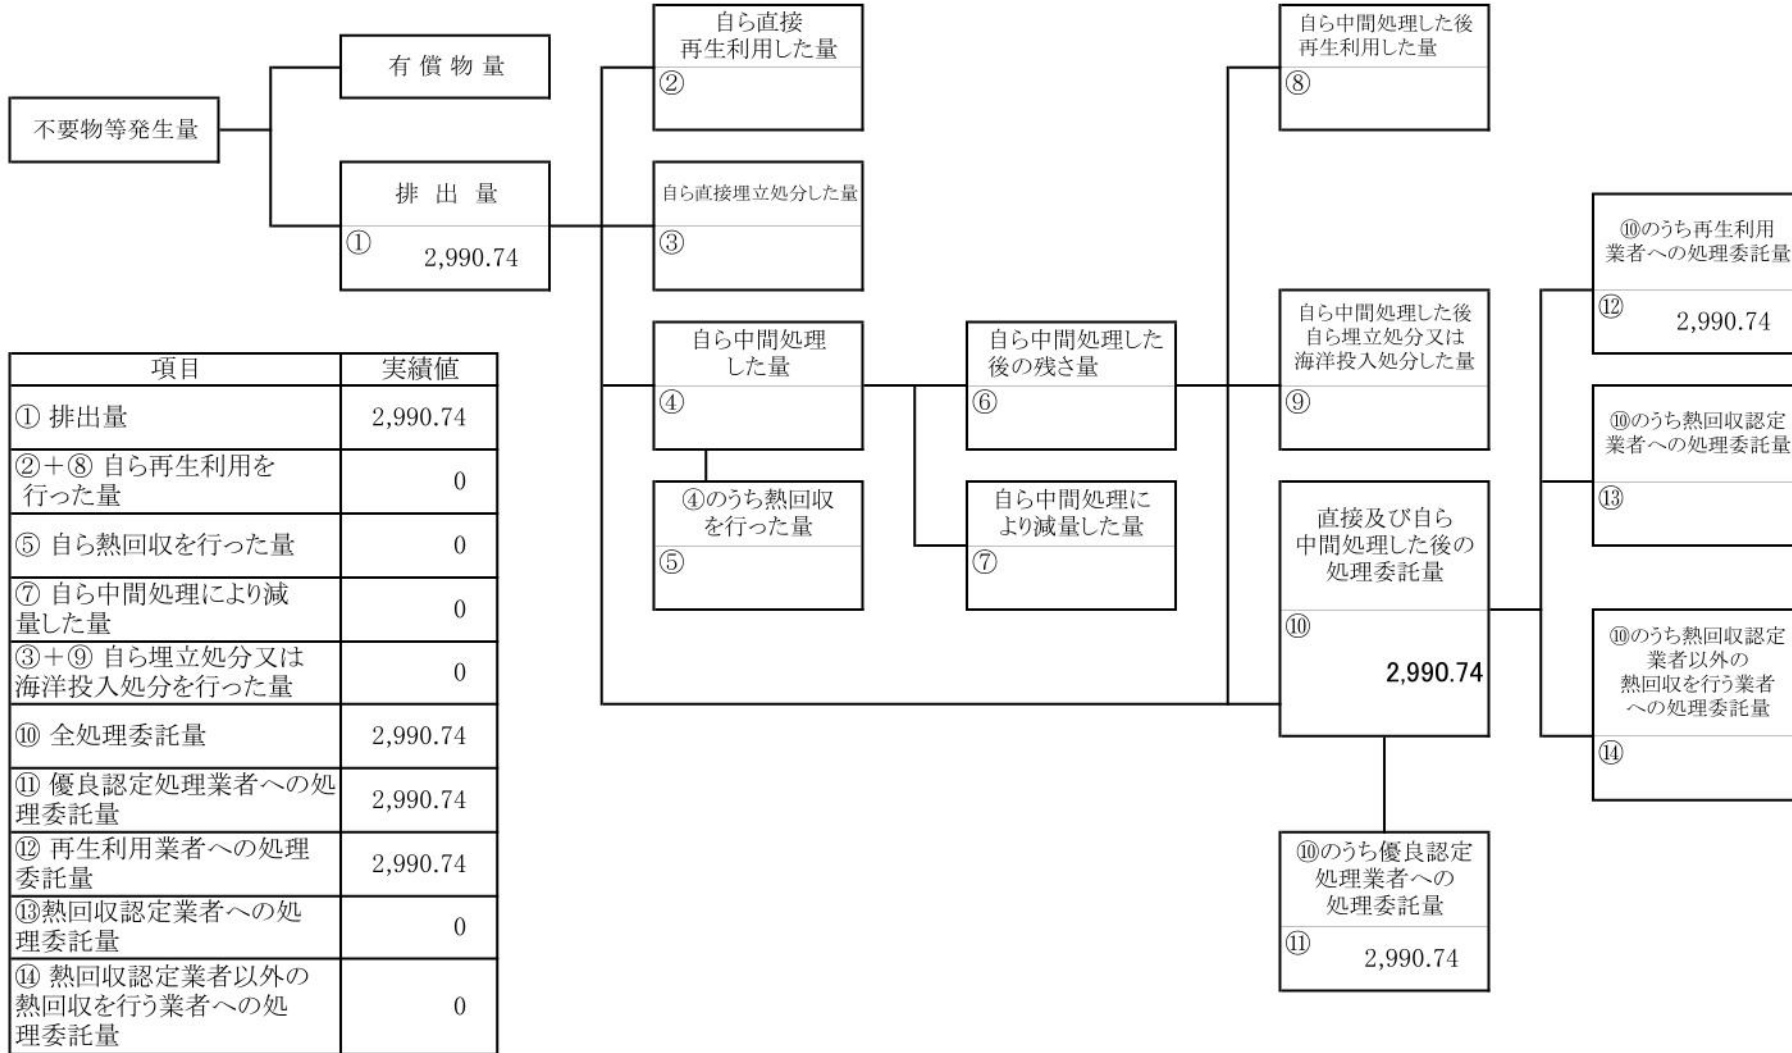 不要物等発生量
有 償 物 量
排 出 量
①
2,990.74
自ら直接
再生利用した量
②
自ら直接埋立処分した量
③
自ら中間処理
した量
④
④のうち熱回収
を行った量
⑤
自ら中間処理した
後の残さ量
⑥
自ら中間処理に
より減量した量
⑦
自ら中間処理した後
再生利用した量
⑧
自ら中間処理した後
自ら埋立処分又は
海洋投入処分した量
⑨
直接及び自ら
中間処理した後の
処理委託量
⑩
2,990.74
⑩のうち優良認定
処理業者への
処理委託量
⑪
2,990.74
⑩のうち再生利用
業者への処理委託量
⑫
2,990.74
⑩のうち熱回収認定
業者への処理委託量
⑬
⑩のうち熱回収認定
業者以外の
熱回収を行う業者
への処理委託量
⑭
項目 実績値
① 排出量 2,990.74
②+⑧ 自ら再生利用を
行った量 0
⑤ 自ら熱回収を行った量 0
⑦ 自ら中間処理により減
量した量 0
③+⑨ 自ら埋立処分又は
海洋投入処分を行った量 0
⑩ 全処理委託量 2,990.74
⑪ 優良認定処理業者への処
理委託量 2,990.74
⑫ 再生利用業者への処理
委託量 2,990.74
⑬熱回収認定業者への処
理委託量 0
⑭ 熱回収認定業者以外の
熱回収を行う業者への処
理委託量 0